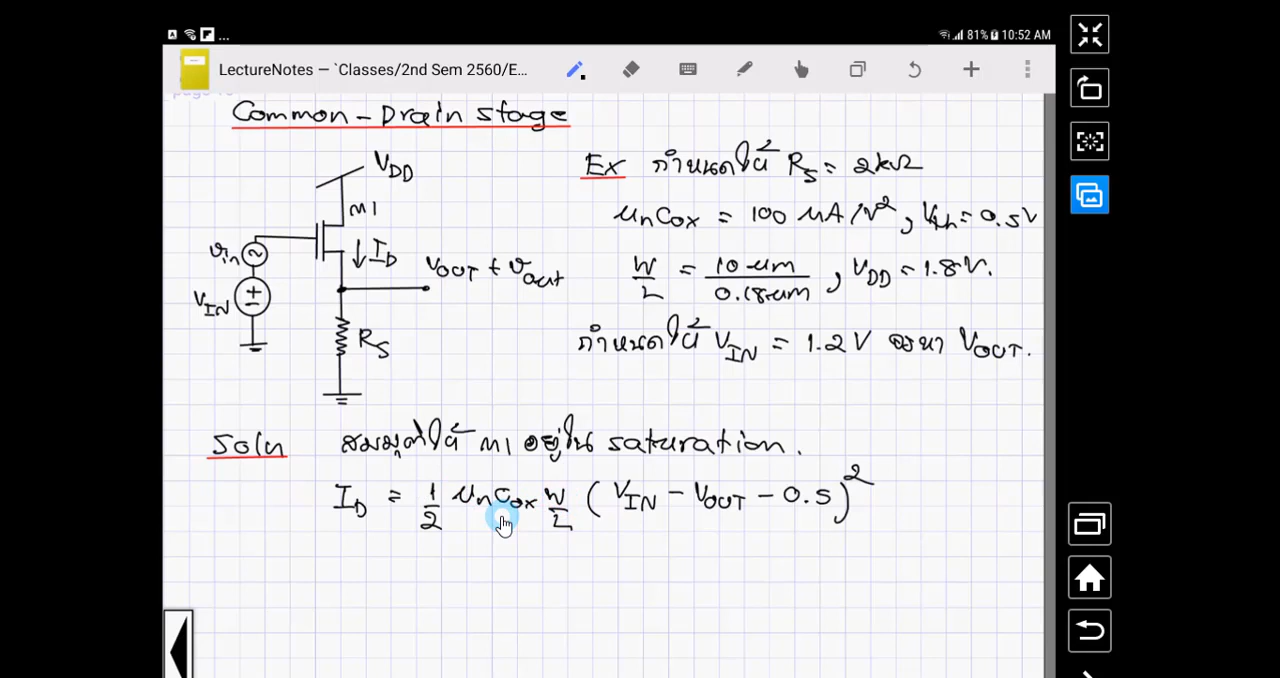 ... 81% 10:52 AM
LectureNotes — `Classes/2nd Sem 2560/E...
Common-Drain stage
VDD
M1
vin
ID
VOUT + vout
VIN
RS
Ex กำหนดให้ RS = 2kΩ
μnCox = 100 μA/V², Vth = 0.5V
W/L = 10 μm / 0.18 μm , VDD = 1.8V.
กำหนดให้ VIN = 1.2 V จงหา VOUT.
Soln สมมุติให้ M1 อยู่ใน saturation.
ID = 1/2 μnCox W/L (VIN - VOUT - 0.5)²